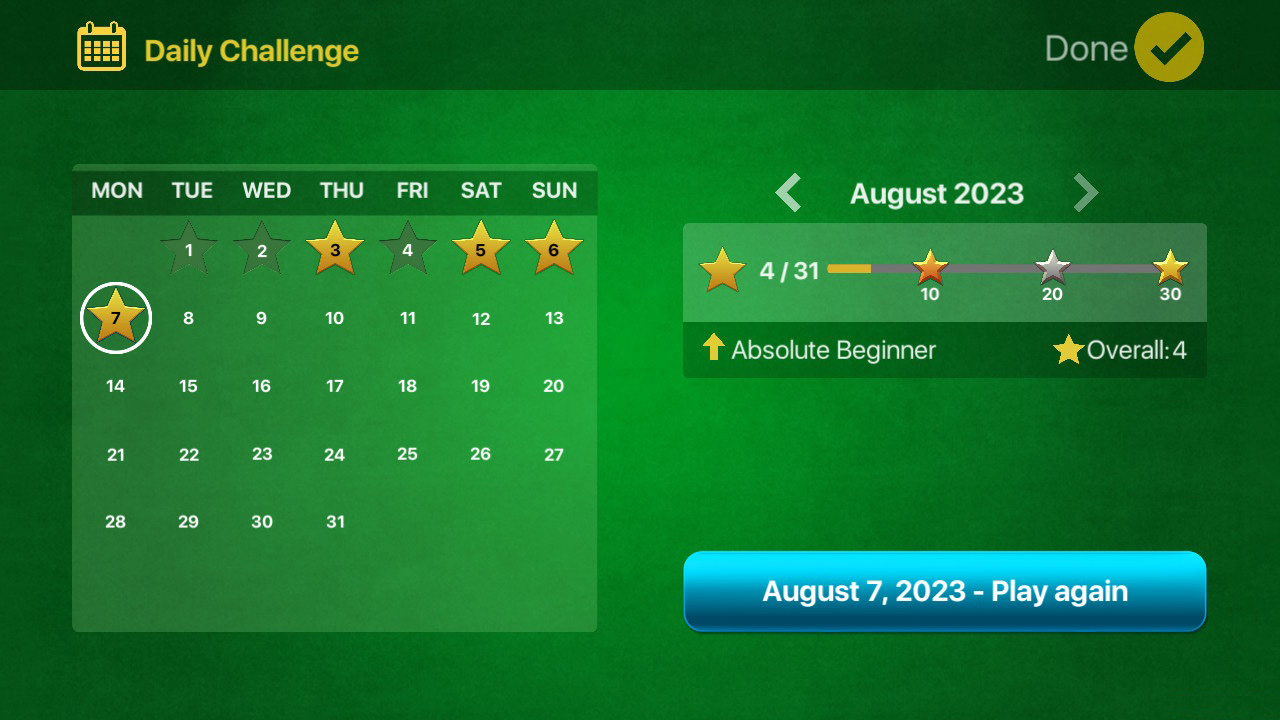 Daily Challenge
Done
MON TUE WED THU FRI SAT SUN
1 2 3 4 5 6
7 8 9 10 11 12 13
14 15 16 17 18 19 20
21 22 23 24 25 26 27
28 29 30 31
August 2023
4 / 31
10 20 30
Absolute Beginner
Overall: 4
August 7, 2023 - Play again